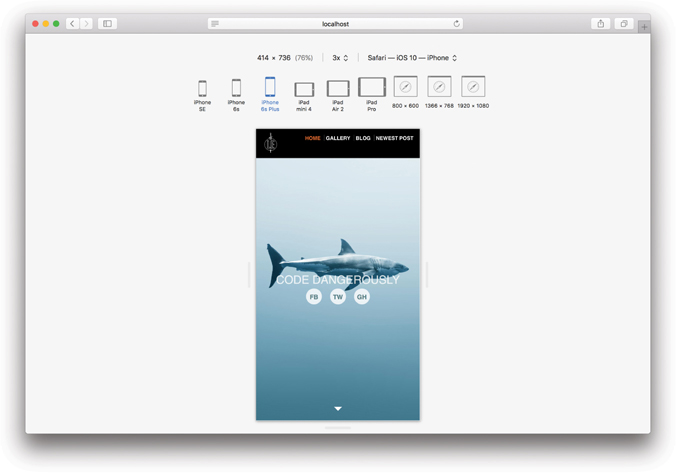 localhost
414 × 736 (76%) 3x Safari — iOS 10 — iPhone
iPhone SE
iPhone 6s
iPhone 6s Plus
iPad mini 4
iPad Air 2
iPad Pro
800 × 600
1366 × 768
1920 × 1080
HOME GALLERY BLOG NEWEST POST
CODE DANGEROUSLY
FB TW GH